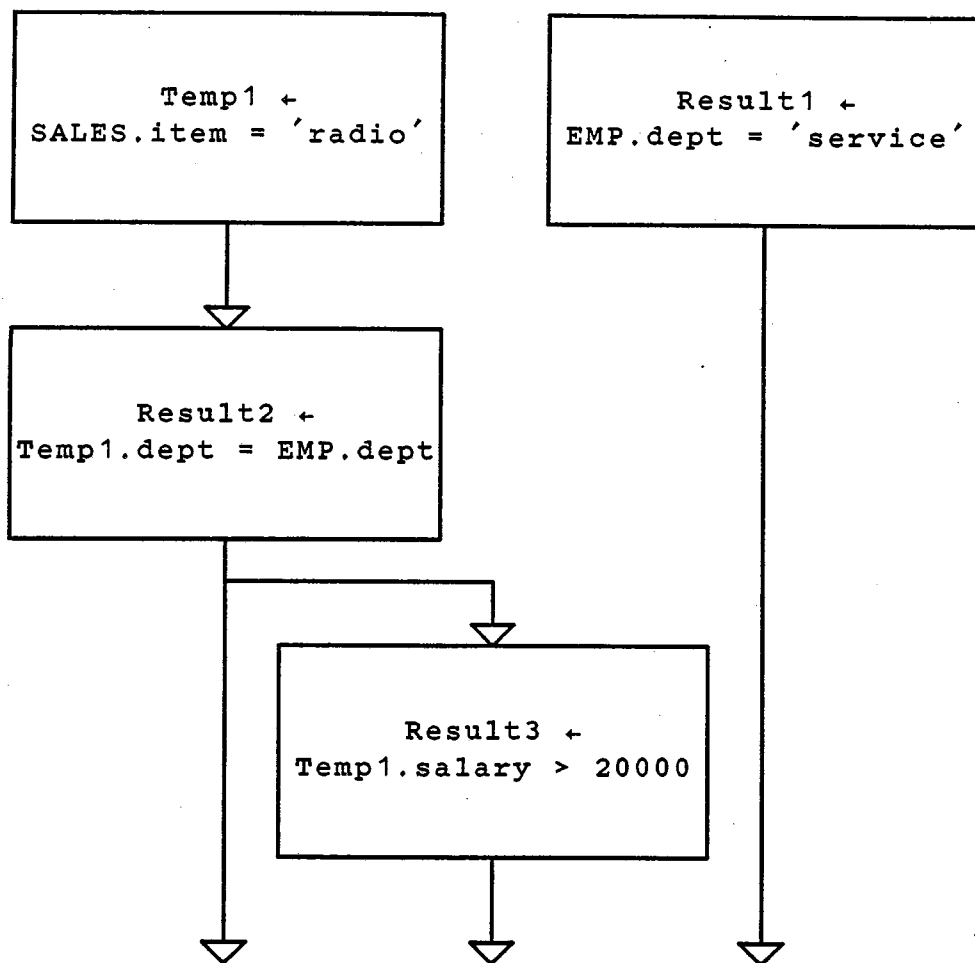 Temp1 ←
SALES.item = 'radio'
Result1 ←
EMP.dept = 'service'
Result2 ←
Temp1.dept = EMP.dept
Result3 ←
Temp1.salary > 20000